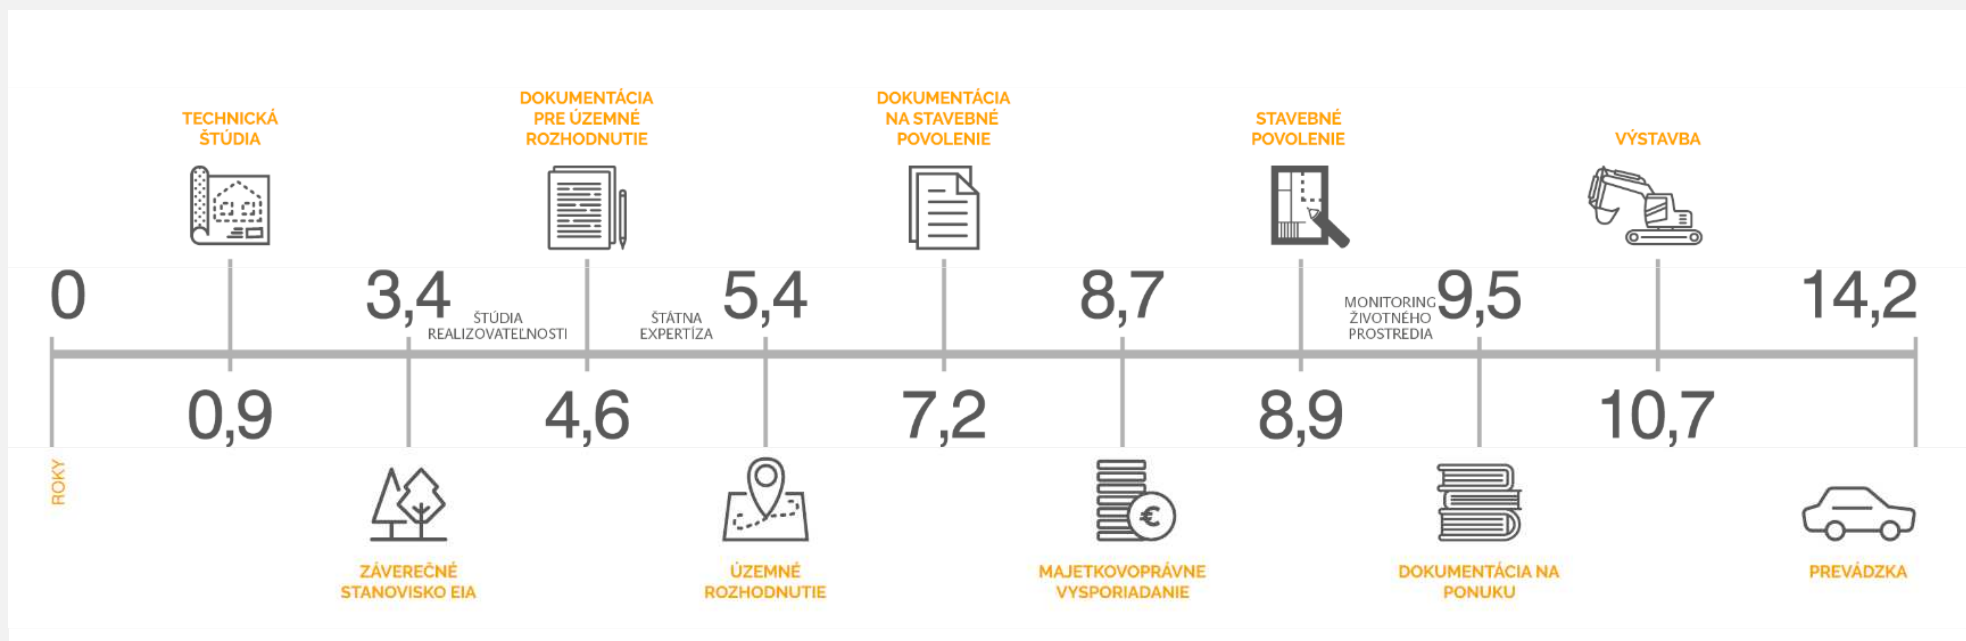 TECHNICKÁ
ŠTÚDIA
DOKUMENTÁCIA
PRE ÚZEMNÉ
ROZHODNUTIE
DOKUMENTÁCIA
NA STAVEBNÉ
POVOLENIE
STAVEBNÉ
POVOLENIE
VÝSTAVBA
0
3,4
ŠTÚDIA
REALIZOVATEĽNOSTI
ŠTÁTNA
EXPERTÍZA
5,4
8,7
MONITORING
ŽIVOTNÉHO
PROSTREDIA
9,5
14,2
0,9
4,6
7,2
8,9
10,7
ROKY
€
ZÁVEREČNÉ
STANOVISKO EIA
ÚZEMNÉ
ROZHODNUTIE
MAJETKOVOPRÁVNE
VYSPORIADANIE
DOKUMENTÁCIA NA
PONUKU
PREVÁDZKA